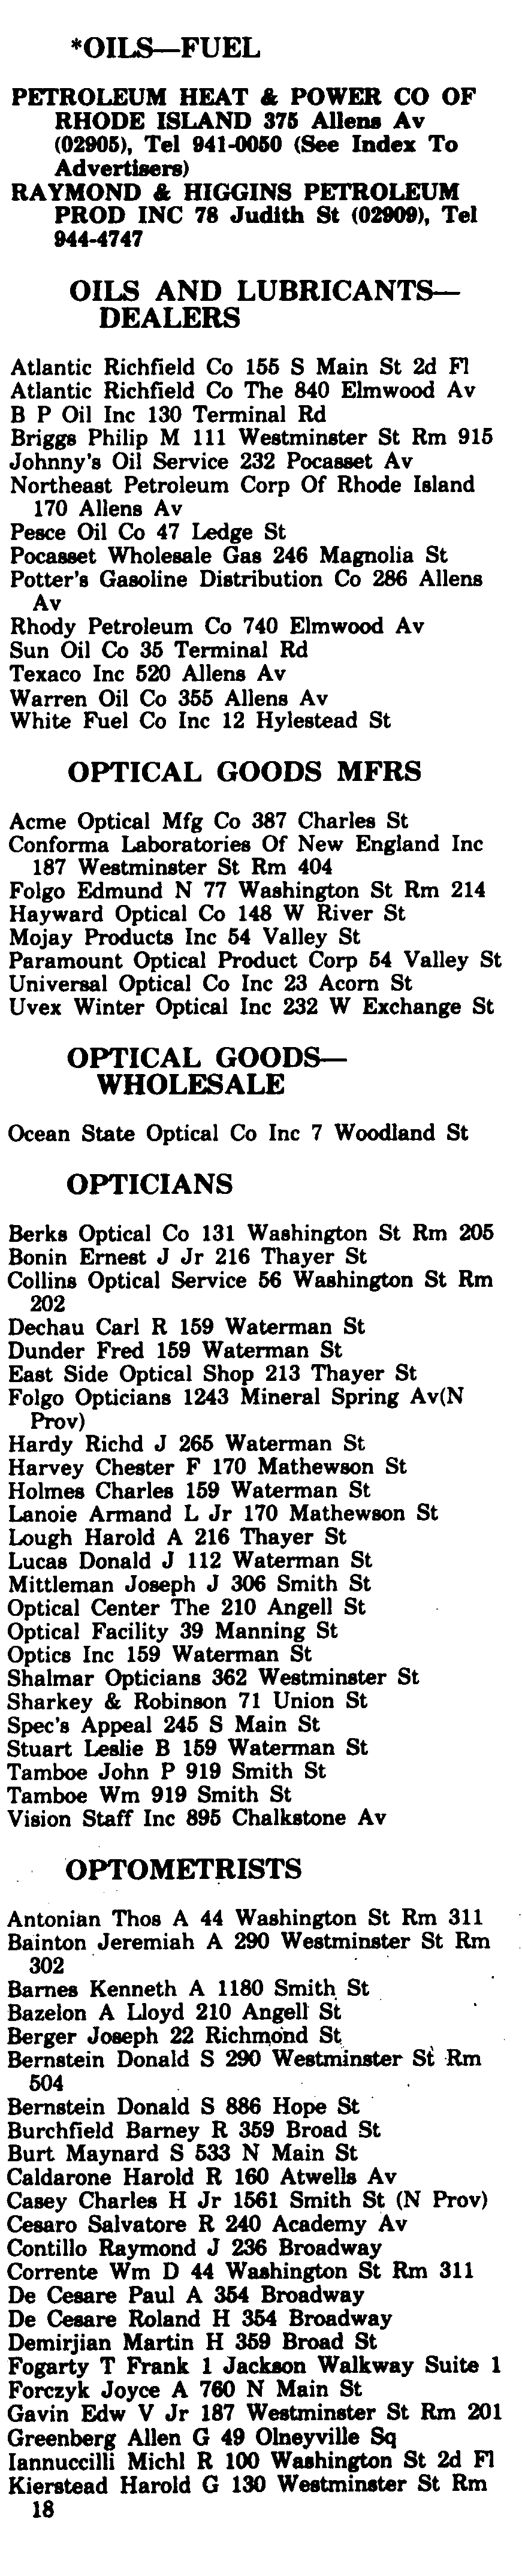 *OILS—FUEL
PETROLEUM HEAT & POWER CO OF
RHODE ISLAND 375 Allens Av
(02905), Tel 941-0050 (See Index To
Advertisers)
RAYMOND & HIGGINS PETROLEUM
PROD INC 78 Judith St (02909), Tel
944-4747
OILS AND LUBRICANTS—
DEALERS
Atlantic Richfield Co 155 S Main St 2d Fl
Atlantic Richfield Co The 840 Elmwood Av
B P Oil Inc 130 Terminal Rd
Briggs Philip M 111 Westminster St Rm 915
Johnny's Oil Service 232 Pocasset Av
Northeast Petroleum Corp Of Rhode Island
170 Allens Av
Pesce Oil Co 47 Ledge St
Pocasset Wholesale Gas 246 Magnolia St
Potter's Gasoline Distribution Co 286 Allens
Av
Rhody Petroleum Co 740 Elmwood Av
Sun Oil Co 35 Terminal Rd
Texaco Inc 520 Allens Av
Warren Oil Co 355 Allens Av
White Fuel Co Inc 12 Hylestead St
OPTICAL GOODS MFRS
Acme Optical Mfg Co 387 Charles St
Conforma Laboratories Of New England Inc
187 Westminster St Rm 404
Folgo Edmund N 77 Washington St Rm 214
Hayward Optical Co 148 W River St
Mojay Products Inc 54 Valley St
Paramount Optical Product Corp 54 Valley St
Universal Optical Co Inc 23 Acorn St
Uvex Winter Optical Inc 232 W Exchange St
OPTICAL GOODS—
WHOLESALE
Ocean State Optical Co Inc 7 Woodland St
OPTICIANS
Berks Optical Co 131 Washington St Rm 205
Bonin Ernest J Jr 216 Thayer St
Collins Optical Service 56 Washington St Rm
202
Dechau Carl R 159 Waterman St
Dunder Fred 159 Waterman St
East Side Optical Shop 213 Thayer St
Folgo Opticians 1243 Mineral Spring Av(N
Prov)
Hardy Richd J 265 Waterman St
Harvey Chester F 170 Mathewson St
Holmes Charles 159 Waterman St
Lanoie Armand L Jr 170 Mathewson St
Lough Harold A 216 Thayer St
Lucas Donald J 112 Waterman St
Mittleman Joseph J 306 Smith St
Optical Center The 210 Angell St
Optical Facility 39 Manning St
Optics Inc 159 Waterman St
Shalmar Opticians 362 Westminster St
Sharkey & Robinson 71 Union St
Spec's Appeal 245 S Main St
Stuart Leslie B 159 Waterman St
Tamboe John P 919 Smith St
Tamboe Wm 919 Smith St
Vision Staff Inc 895 Chalkstone Av
OPTOMETRISTS
Antonian Thos A 44 Washington St Rm 311
Bainton Jeremiah A 290 Westminster St Rm
302
Barnes Kenneth A 1180 Smith St
Bazelon A Lloyd 210 Angell St
Berger Joseph 22 Richmond St
Bernstein Donald S 290 Westminster St Rm
504
Bernstein Donald S 886 Hope St
Burchfield Barney R 359 Broad St
Burt Maynard S 533 N Main St
Caldarone Harold R 160 Atwells Av
Casey Charles H Jr 1561 Smith St (N Prov)
Cesaro Salvatore R 240 Academy Av
Contillo Raymond J 236 Broadway
Corrente Wm D 44 Washington St Rm 311
De Cesare Paul A 354 Broadway
De Cesare Roland H 354 Broadway
Demirjian Martin H 359 Broad St
Fogarty T Frank 1 Jackson Walkway Suite 1
Forczyk Joyce A 760 N Main St
Gavin Edw V Jr 187 Westminster St Rm 201
Greenberg Allen G 49 Olneyville Sq
Iannuccilli Michl R 100 Washington St 2d Fl
Kierstead Harold G 130 Westminster St Rm
18